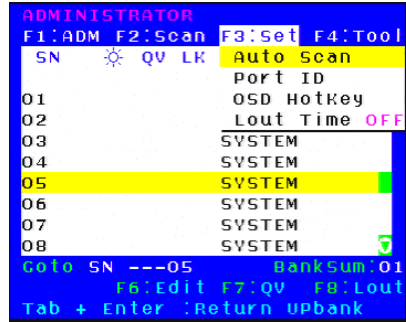 ADMINISTRATOR
F1:ADM F2:Scan F3:Set F4:Tool
SN QV LK Auto Scan
Port ID
01 OSD HotKey
02 Lout Time OFF
03 SYSTEM
04 SYSTEM
05 SYSTEM
06 SYSTEM
07 SYSTEM
08 SYSTEM
Goto SN ---05 BankSum:01
F6:Edit F7:QV F8:Lout
Tab + Enter :Return UPbank